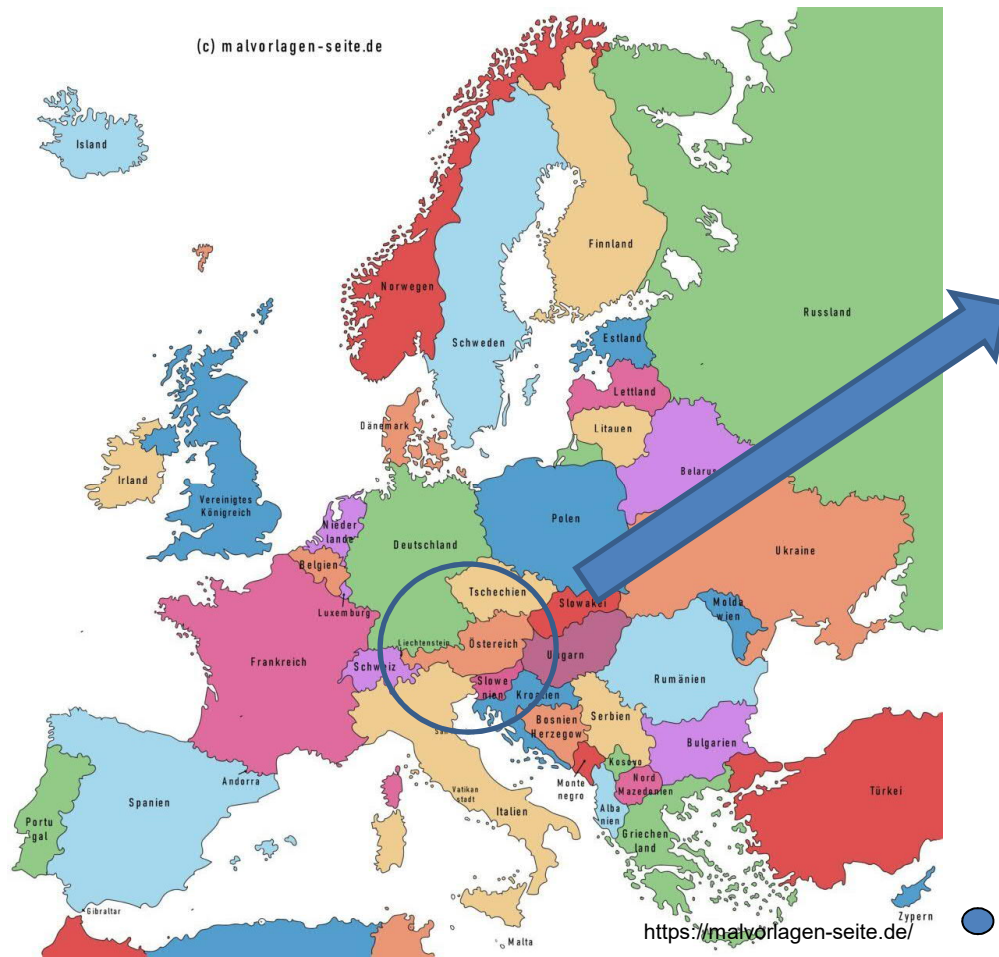 (c) malvorlagen-seite.de
Island
Finnland
Norwegen
Russland
Schweden
Estland
Lettland
Dänemark
Litauen
Belarus
Irland
Vereinigtes
Königreich
Nieder
lande
Polen
Deutschland
Ukraine
Belgien
Tschechien
Luxemburg
Slowakei
Molda
wien
Liechtenstein
Österreich
Ungarn
Frankreich
Schweiz
Rumänien
Slowe
nien
Kroatien
Bosnien
Herzegow
Serbien
San
Bulgarien
Kosovo
Andorra
Monte
negro
Nord
Mazedonien
Türkei
Vatikan
stadt
Spanien
Italien
Alba
nien
Portu
gal
Griechen
land
Gibraltar
Zypern
Malta
https://malvorlagen-seite.de/